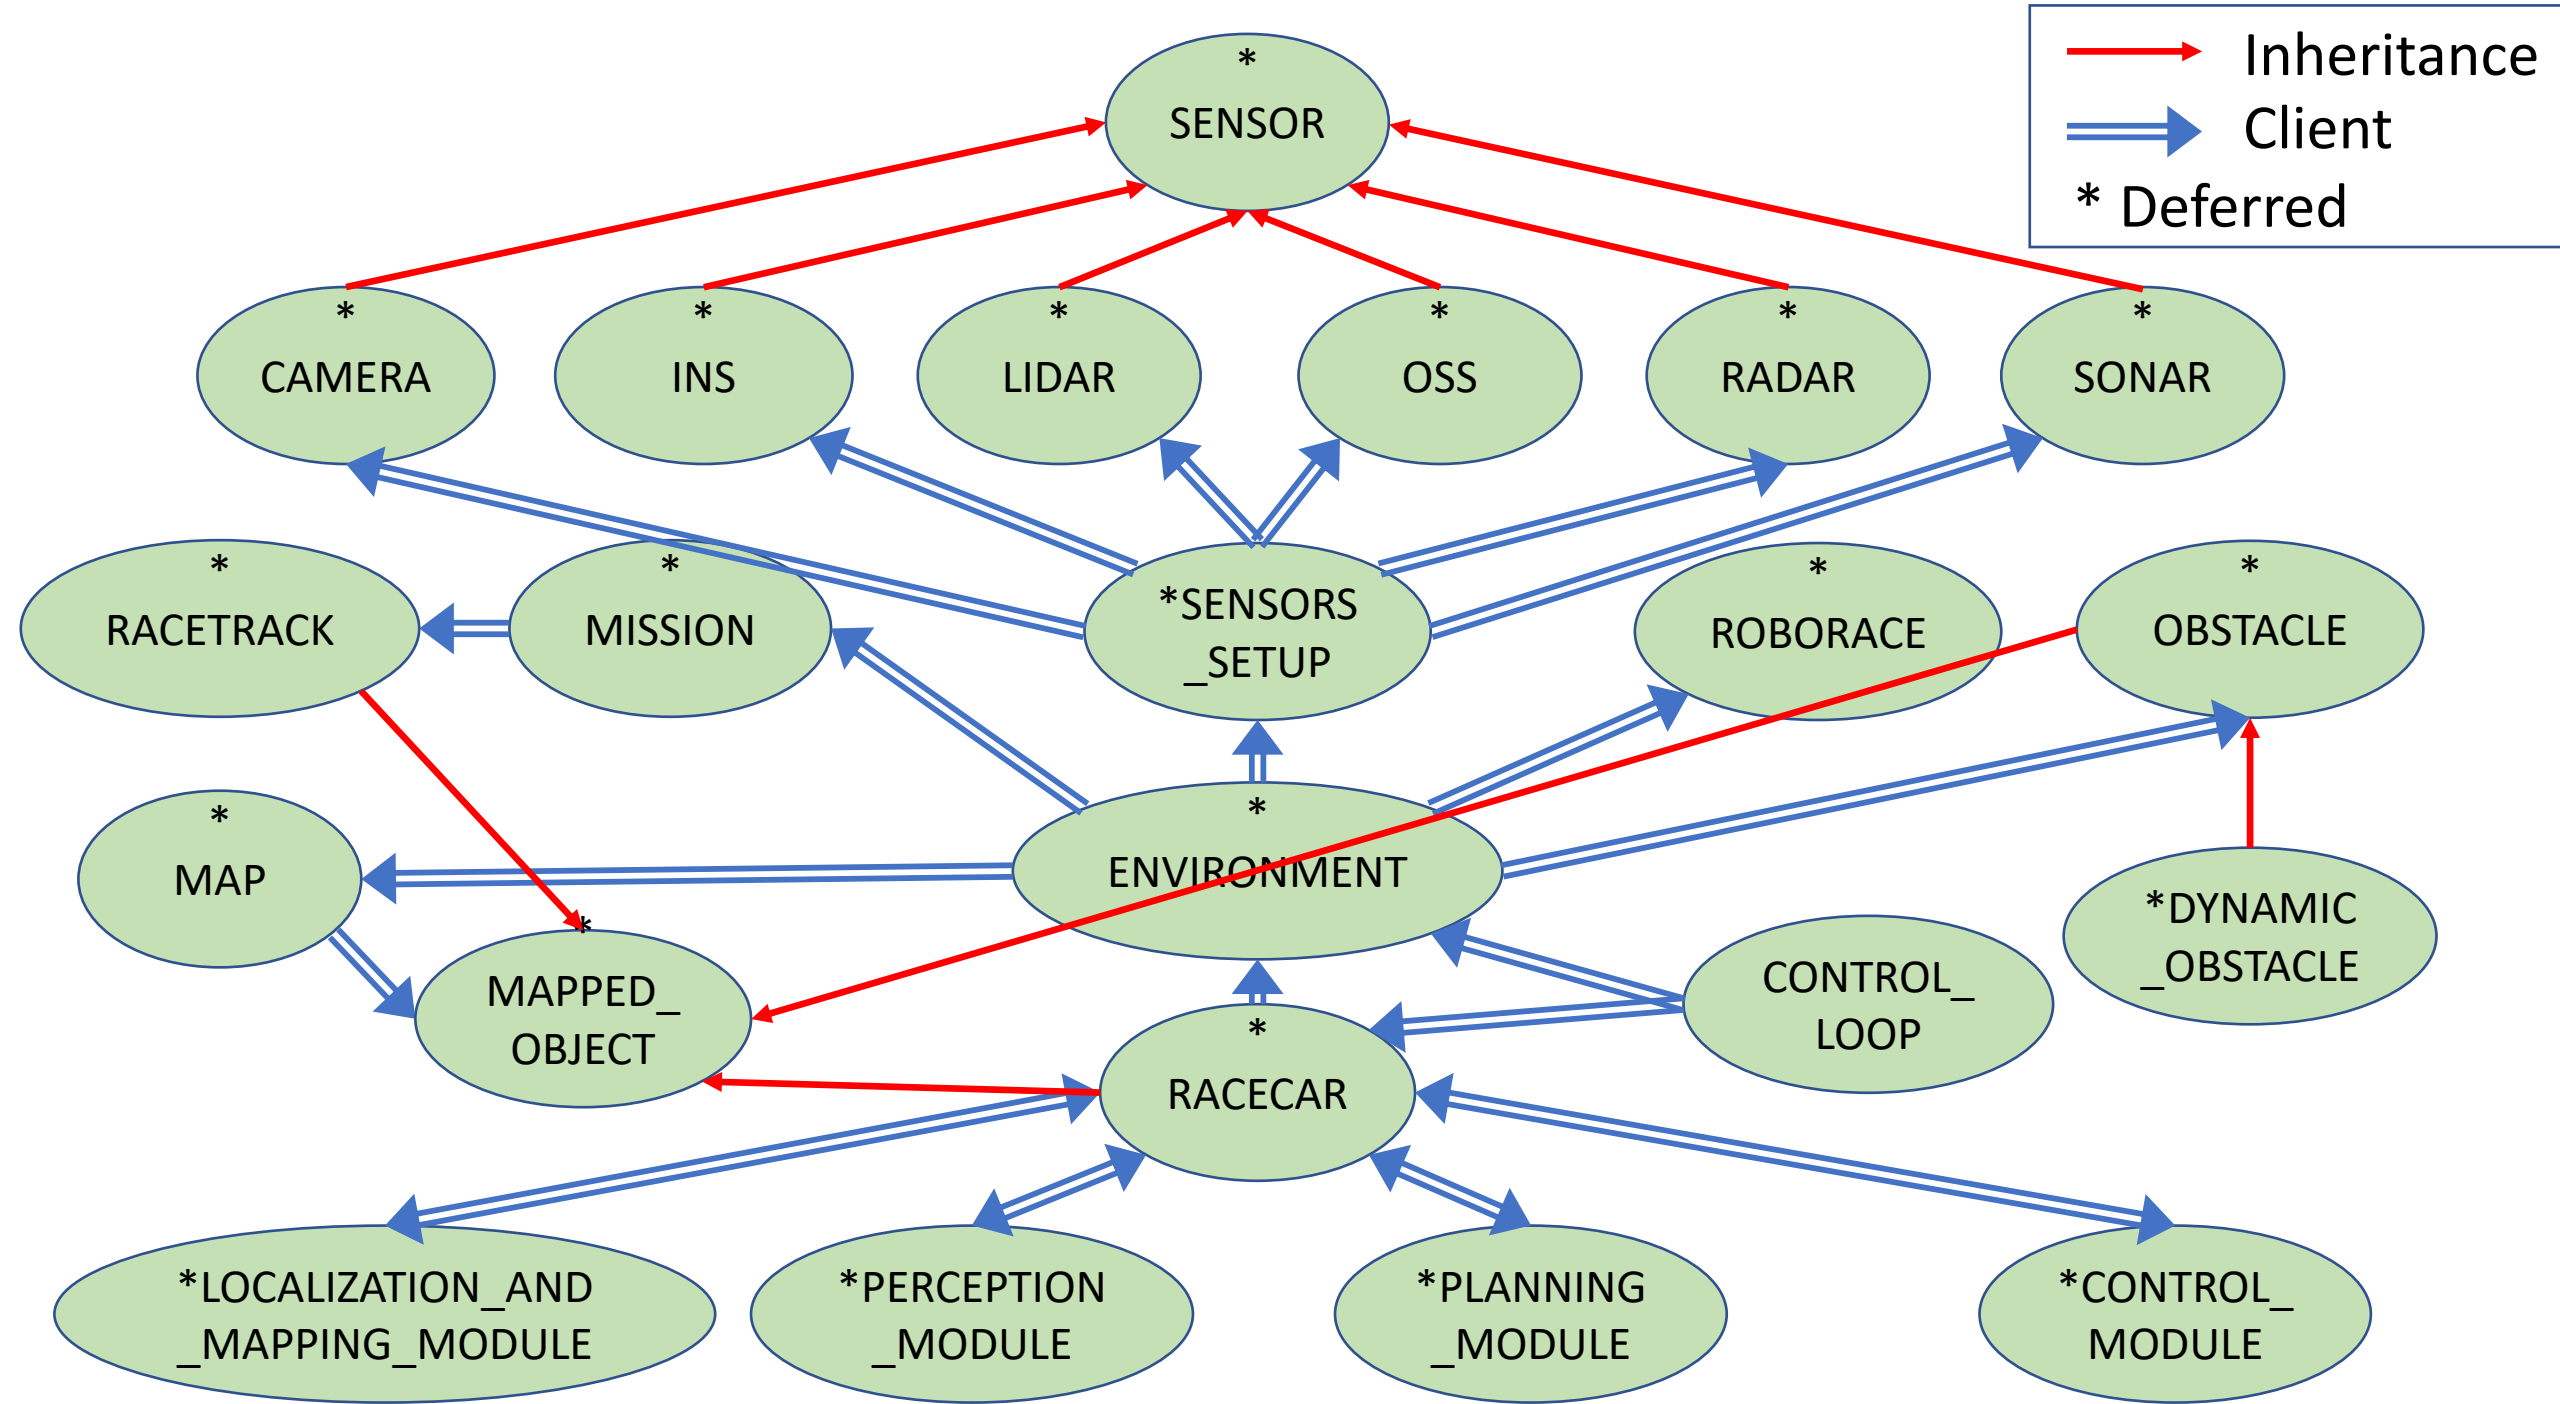 Inheritance
Client
* Deferred
*
SENSOR
*
CAMERA
*
INS
*
LIDAR
*
OSS
*
RADAR
*
SONAR
*
RACETRACK
*
MISSION
*SENSORS
_SETUP
*
ROBORACE
*
OBSTACLE
*
MAP
*
ENVIRONMENT
*DYNAMIC
_OBSTACLE
*
MAPPED_
OBJECT
CONTROL_
LOOP
*
RACECAR
*LOCALIZATION_AND
_MAPPING_MODULE
*PERCEPTION
_MODULE
*PLANNING
_MODULE
*CONTROL_
MODULE